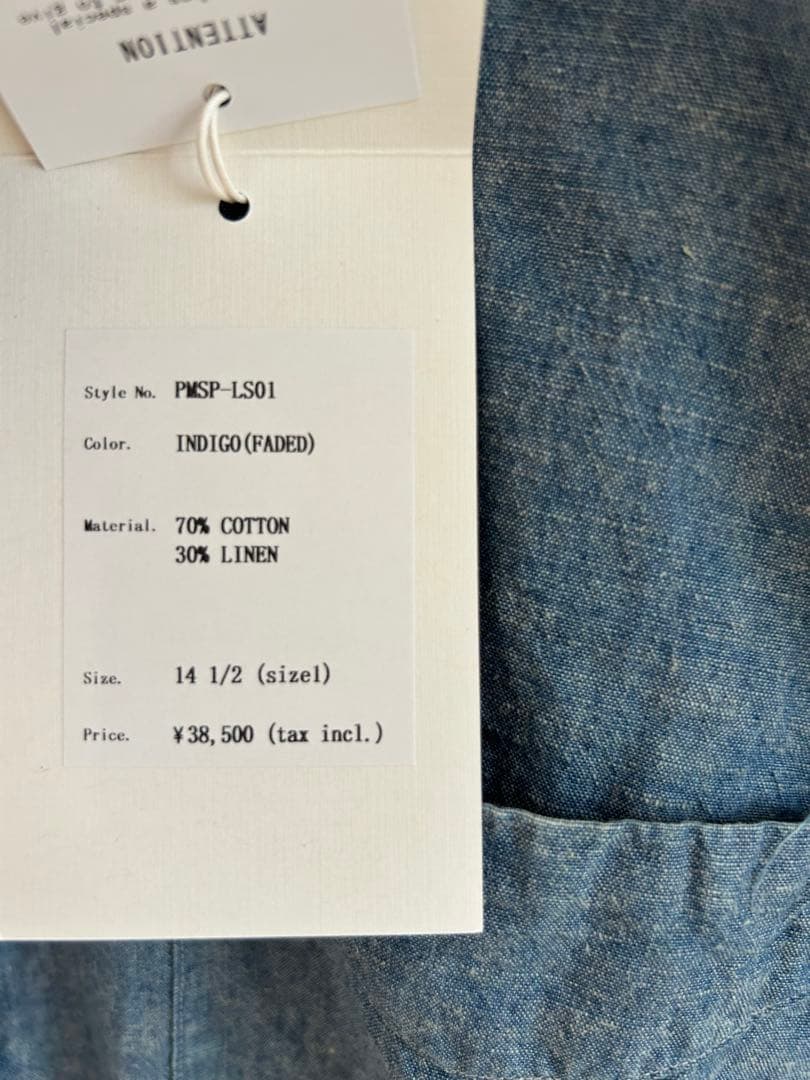 a special
ATTENTION
Style No. PMSP-LS01
Color. INDIGO(FADED)
Material. 70% COTTON
30% LINEN
Size. 14 1/2 (size1)
Price. ¥38,500 (tax incl.)